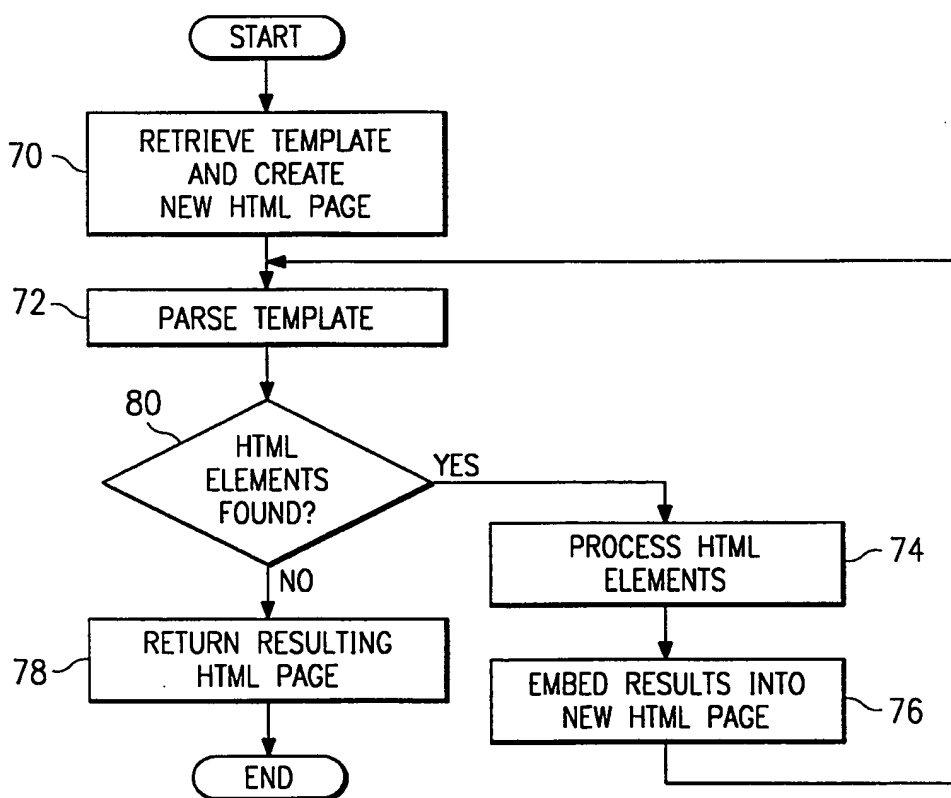 START
70
RETRIEVE TEMPLATE
AND CREATE
NEW HTML PAGE
72
PARSE TEMPLATE
80
HTML
ELEMENTS
FOUND?
YES
NO
PROCESS HTML
ELEMENTS
74
78
RETURN RESULTING
HTML PAGE
EMBED RESULTS INTO
NEW HTML PAGE
76
END